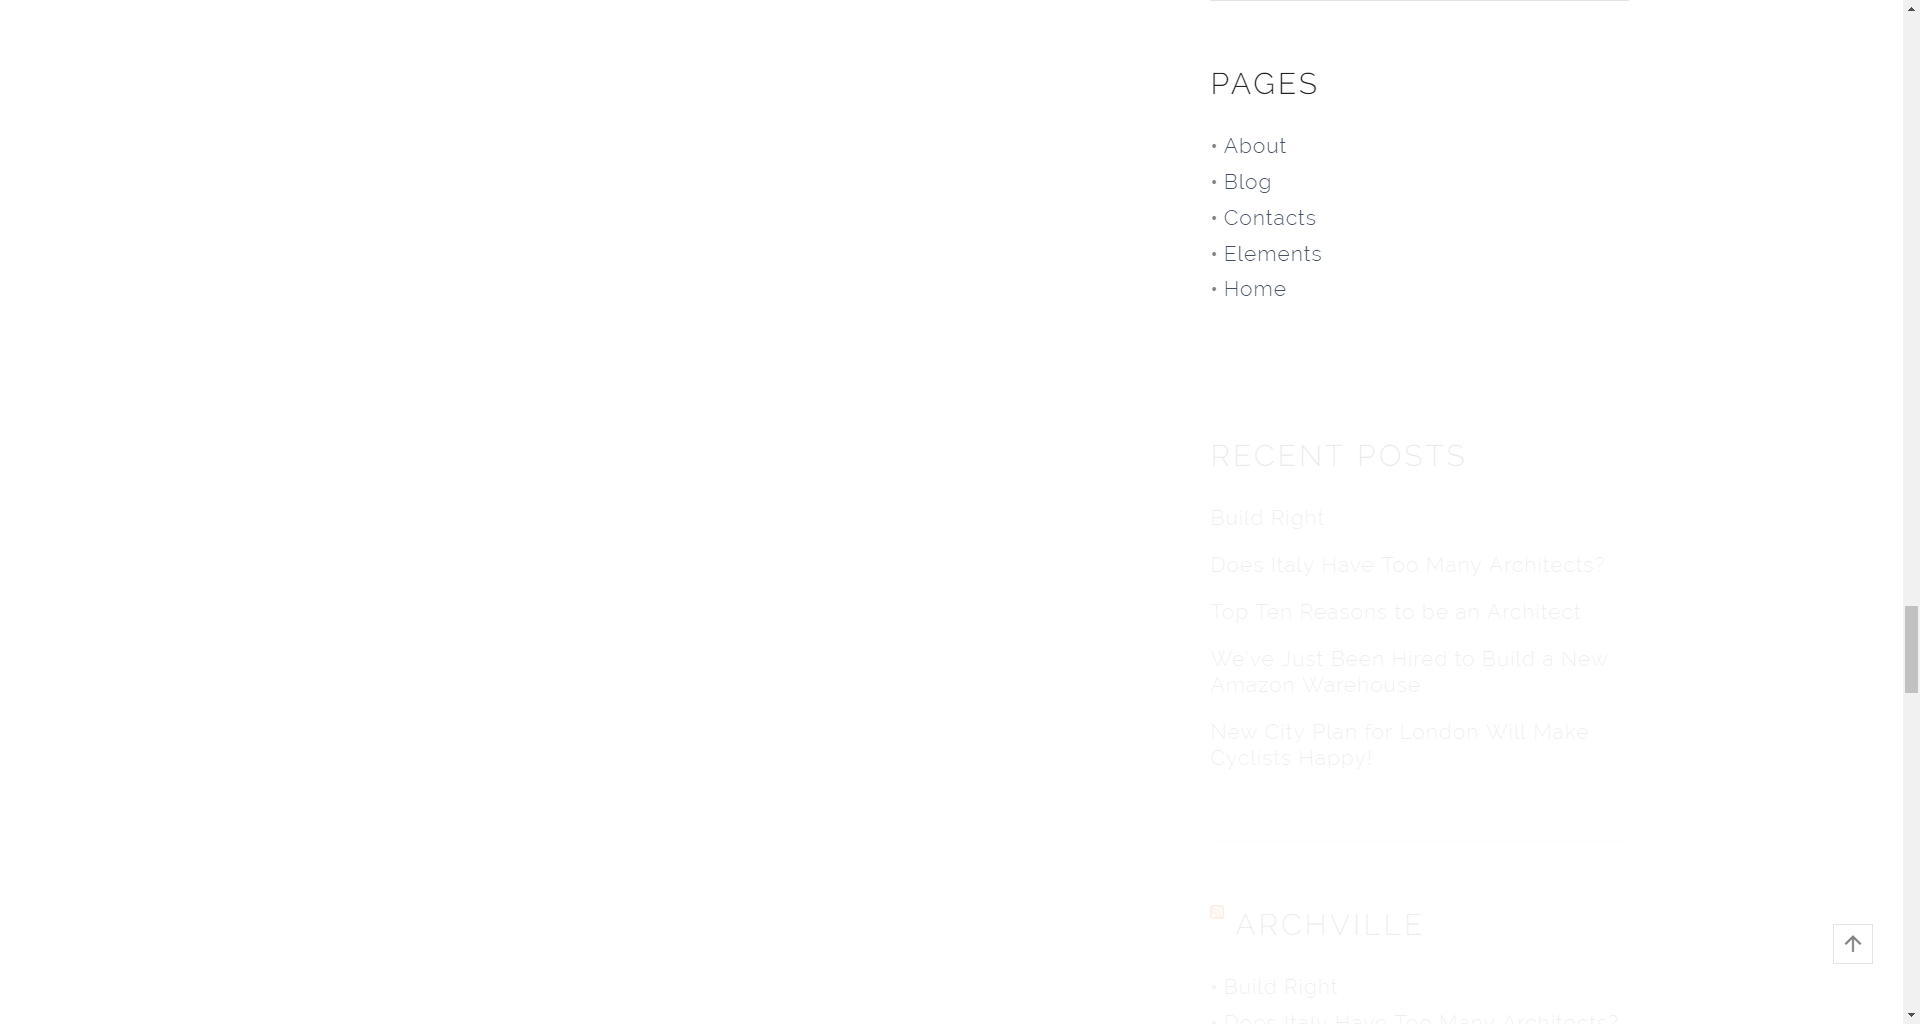 PAGES
• About
• Blog
• Contacts
• Elements
• Home
RECENT POSTS
Build Right
Does Italy Have Too Many Architects?
Top Ten Reasons to be an Architect
We've Just Been Hired to Build a New
Amazon Warehouse
New City Plan for London Will Make
Cyclists Happy!
ARCHVILLE
• Build Right
• Does Italy Have Too Many Architects?